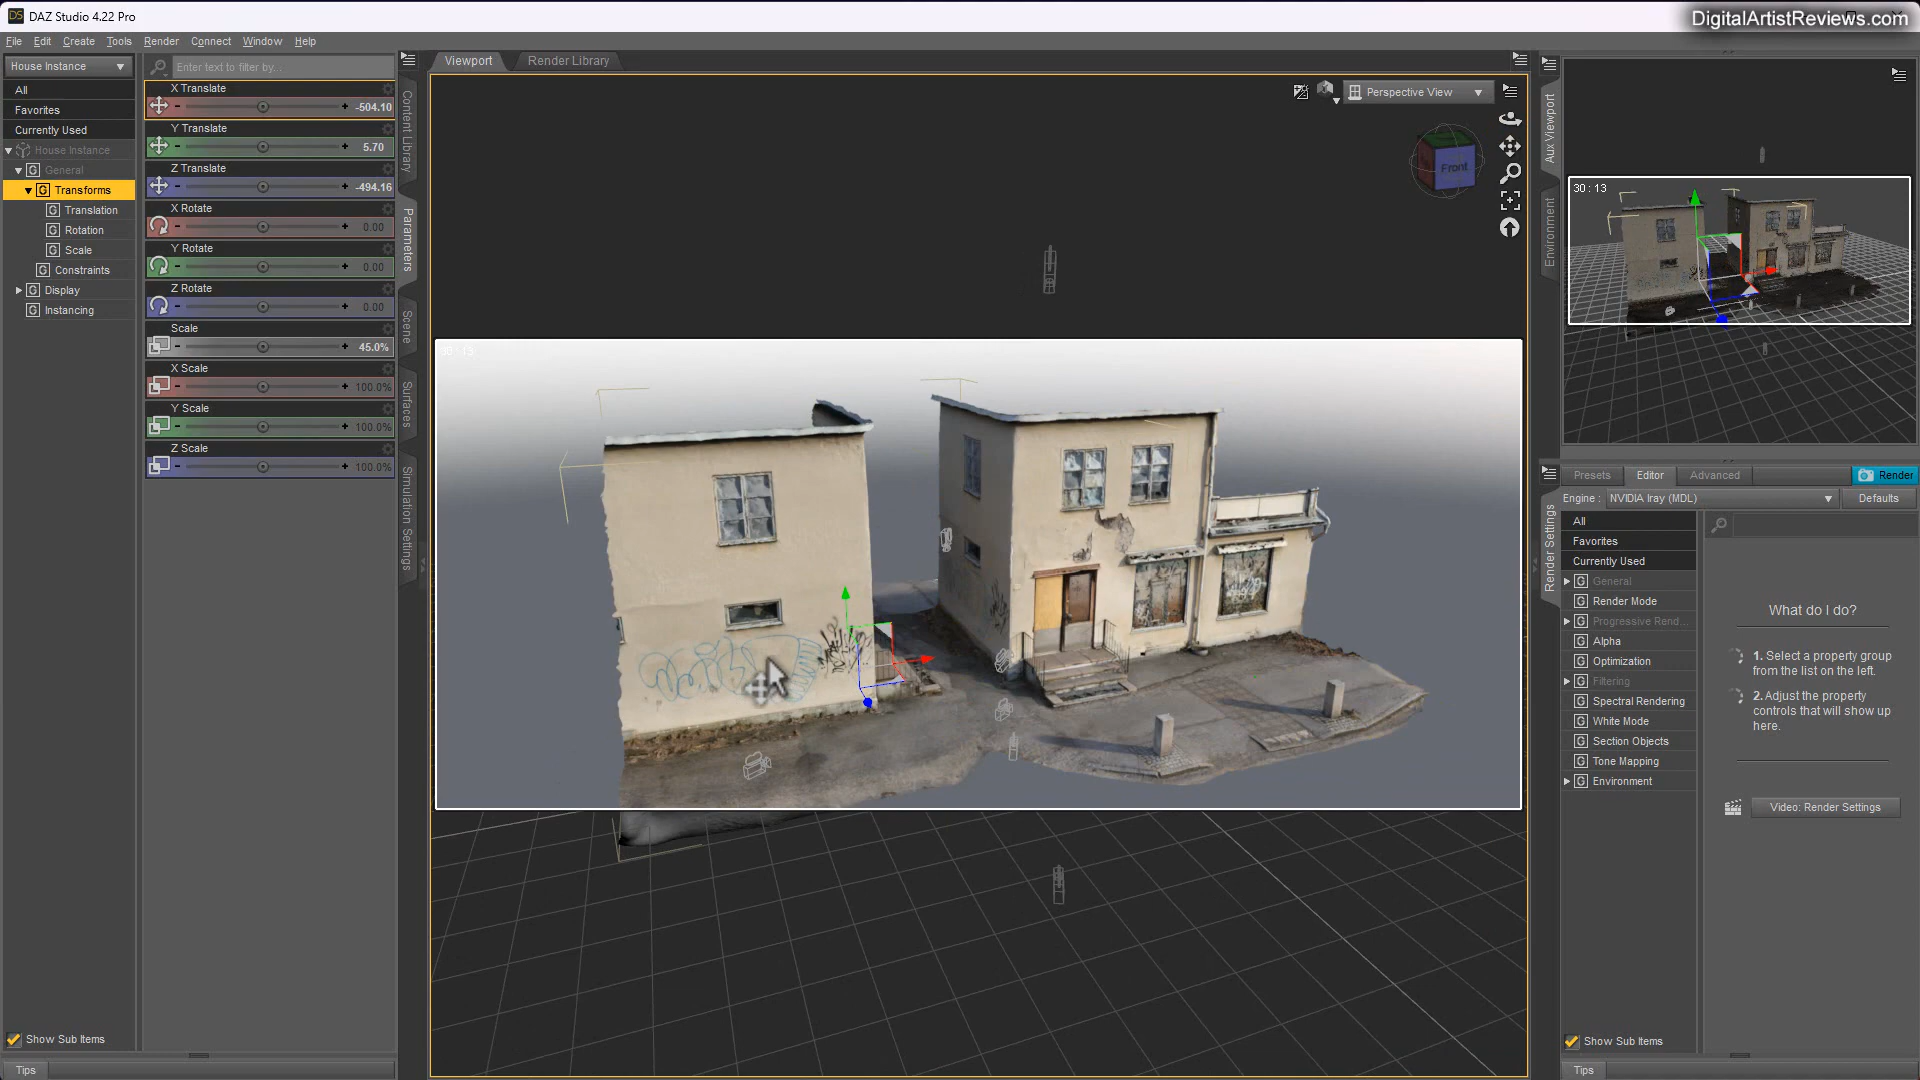 DAZ Studio 4.22 Pro
DigitalArtistReviews.com
File Edit Create Tools Render Connect Window Help
House Instance
Enter text to filter by...
All
Favorites
Currently Used
House Instance
General
Transforms
Translation
Rotation
Scale
Constraints
Display
Instancing
X Translate
-504.10
Y Translate
5.70
Z Translate
-494.16
X Rotate
0.00
Y Rotate
0.00
Z Rotate
0.00
Scale
45.0%
X Scale
100.0%
Y Scale
100.0%
Z Scale
100.0%
Show Sub Items
Tips
Content Library
Parameters
Scene
Surfaces
Simulation Settings
Viewport Render Library
Perspective View
Front
30 : 13
Aux Viewport
Environment
30 : 13
Render Settings
Presets Editor Advanced Render
Engine : NVIDIA Iray (MDL) Defaults
All
Favorites
Currently Used
General
Render Mode
Progressive Rend...
Alpha
Optimization
Filtering
Spectral Rendering
White Mode
Section Objects
Tone Mapping
Environment
What do I do?
1. Select a property group
from the list on the left.
2. Adjust the property
controls that will show up
here.
Video: Render Settings
Show Sub Items
Tips